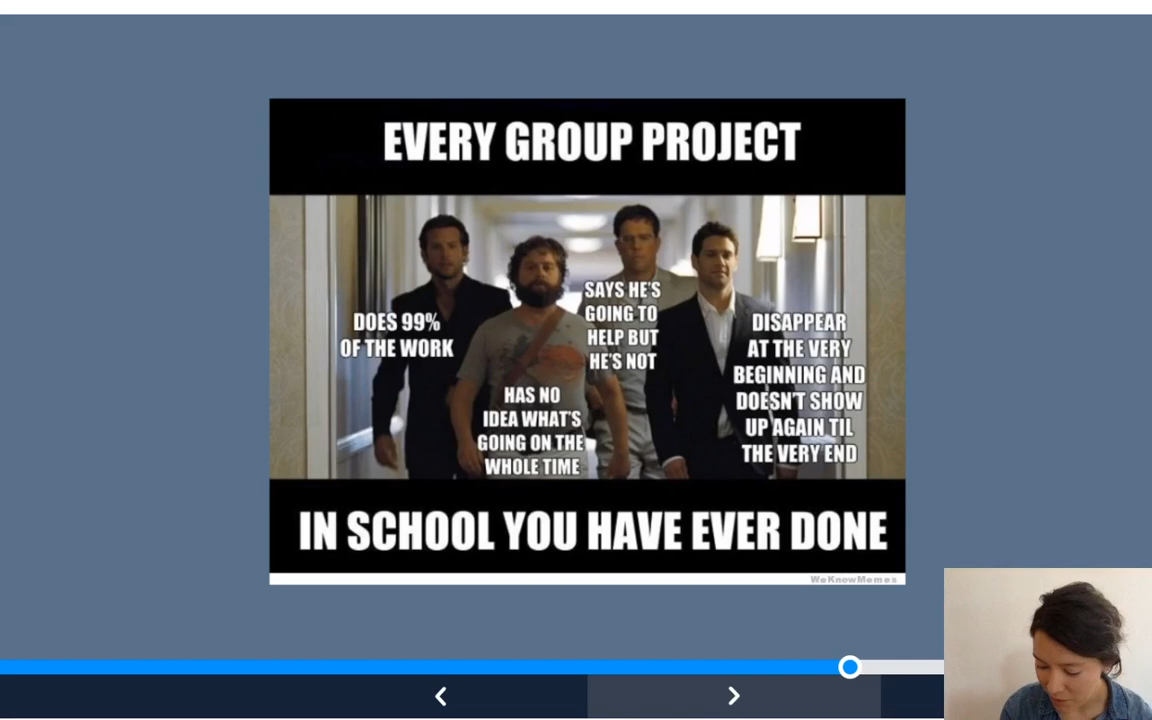 EVERY GROUP PROJECT
DOES 99%
OF THE WORK
HAS NO
IDEA WHAT'S
GOING ON THE
WHOLE TIME
SAYS HE'S
GOING TO
HELP BUT
HE'S NOT
DISAPPEAR
AT THE VERY
BEGINNING AND
DOESN'T SHOW
UP AGAIN TIL
THE VERY END
IN SCHOOL YOU HAVE EVER DONE
WeKnowMemes